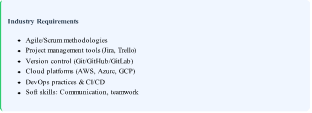 Industry Requirements
• Agile/Scrum methodologies
• Project management tools (Jira, Trello)
• Version control (Git/GitHub/GitLab)
• Cloud platforms (AWS, Azure, GCP)
• DevOps practices & CI/CD
• Soft skills: Communication, teamwork